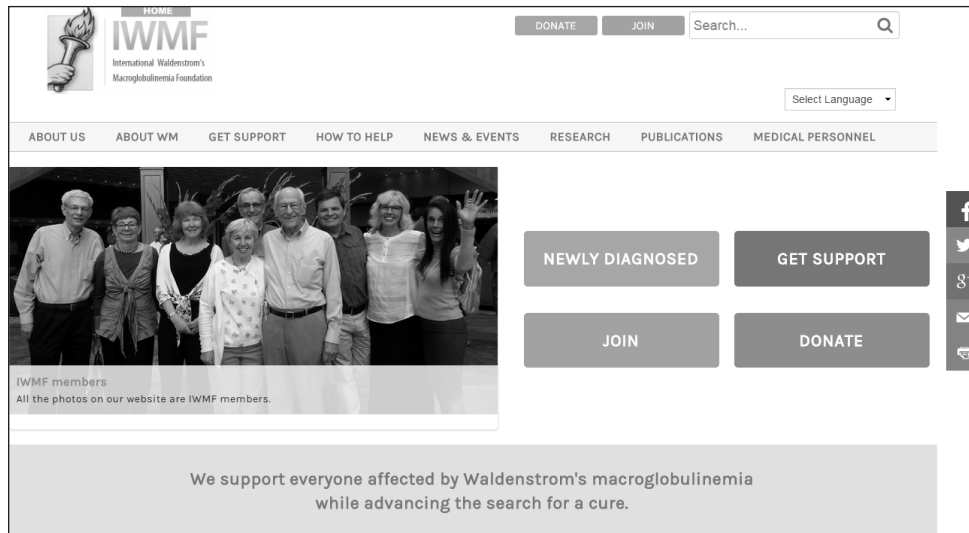 HOME
IWMF
International Waldenstrom's
Macroglobulinemia Foundation
DONATE
JOIN
Search...
Select Language
ABOUT US
ABOUT WM
GET SUPPORT
HOW TO HELP
NEWS & EVENTS
RESEARCH
PUBLICATIONS
MEDICAL PERSONNEL
NEWLY DIAGNOSED
GET SUPPORT
JOIN
DONATE
IWMF members
All the photos on our website are IWMF members.
We support everyone affected by Waldenstrom's macroglobulinemia
while advancing the search for a cure.